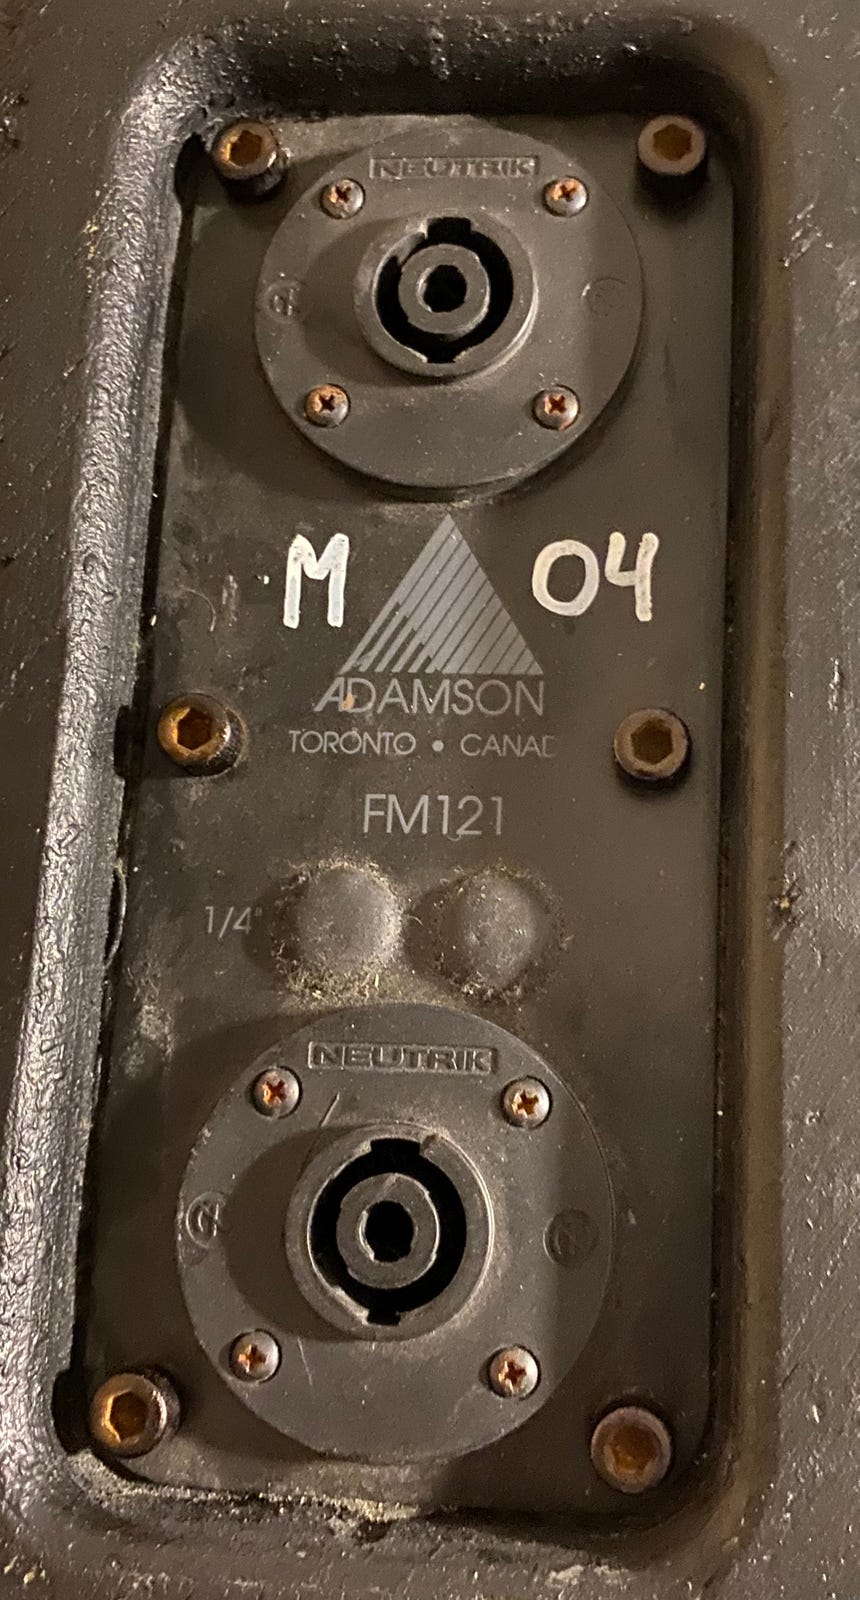 NEUTRIK
M 04
ADAMSON
TORONTO • CANAD
FM121
1/4"
NEUTRIK